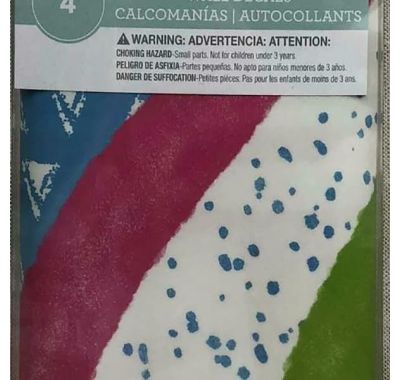 4
CALCOMANÍAS | AUTOCOLLANTS
WARNING: ADVERTENCIA: ATTENTION:
CHOKING HAZARD-Small parts. Not for children under 3 years.
PELIGRO DE ASFIXIA-Partes pequeñas. No apto para niños menores de 3 años.
DANGER DE SUFFOCATION-Petites pièces. Pas pour les enfants de moins de 3 ans.